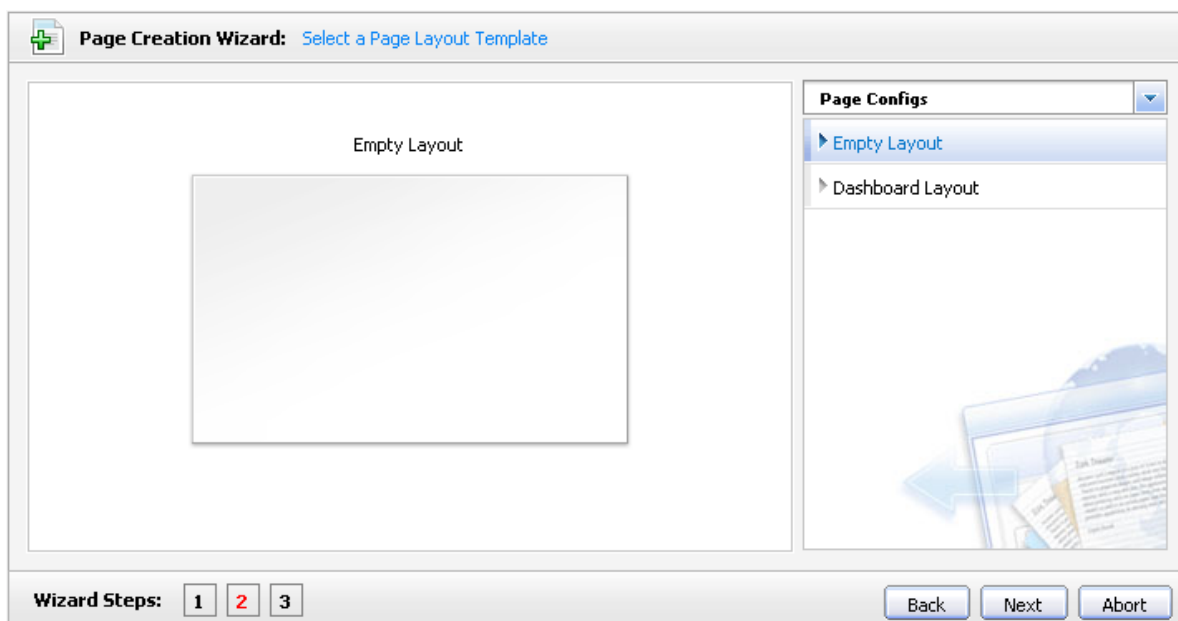 Page Creation Wizard: Select a Page Layout Template
Empty Layout
Page Configs
Empty Layout
Dashboard Layout
Wizard Steps: 1 2 3
Back Next Abort